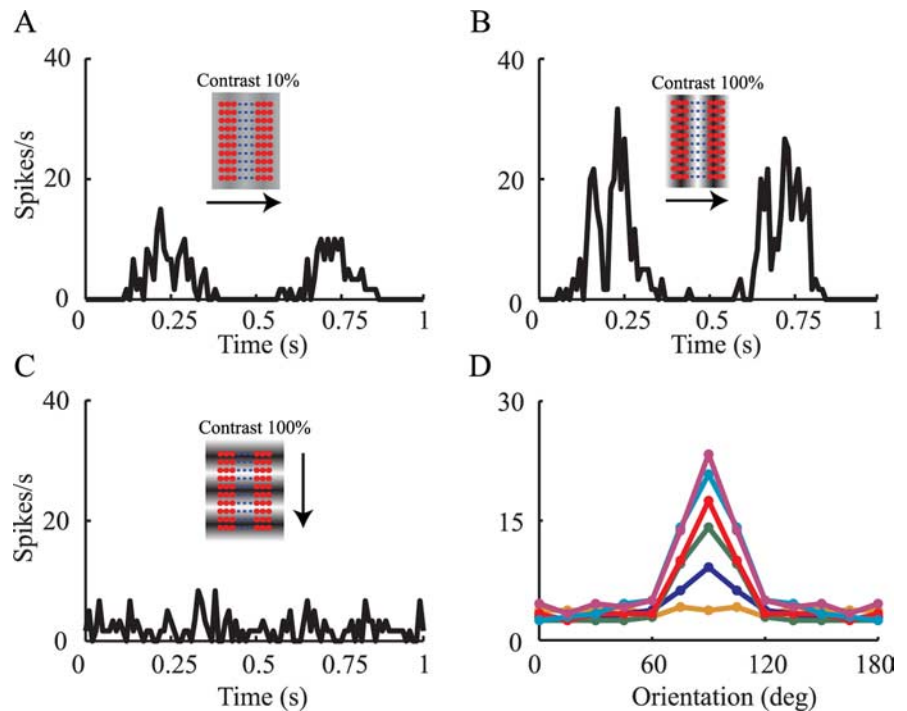 A
40
20
0
Spikes/s
Contrast 10%
0 0.25 0.5 0.75 1
Time (s)
B
40
20
0
Contrast 100%
0 0.25 0.5 0.75 1
Time (s)
C
40
20
0
Spikes/s
Contrast 100%
0 0.25 0.5 0.75 1
Time (s)
D
30
15
0
0 60 120 180
Orientation (deg)